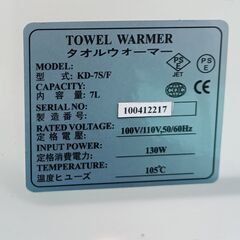 TOWEL WARMER
タオルウォーマー
MODEL:
型式: KD-7S/F
CAPACITY:
内容量: 7L
SERIAL NO:
製造番号: 100412217
RATED VOLTAGE:
定格電圧: 100V/110V,50/60Hz
INPUT POWER:
定格消費電力: 130W
TEMPERATURE:
温度ヒューズ: 105℃
PSE
JET
PSE